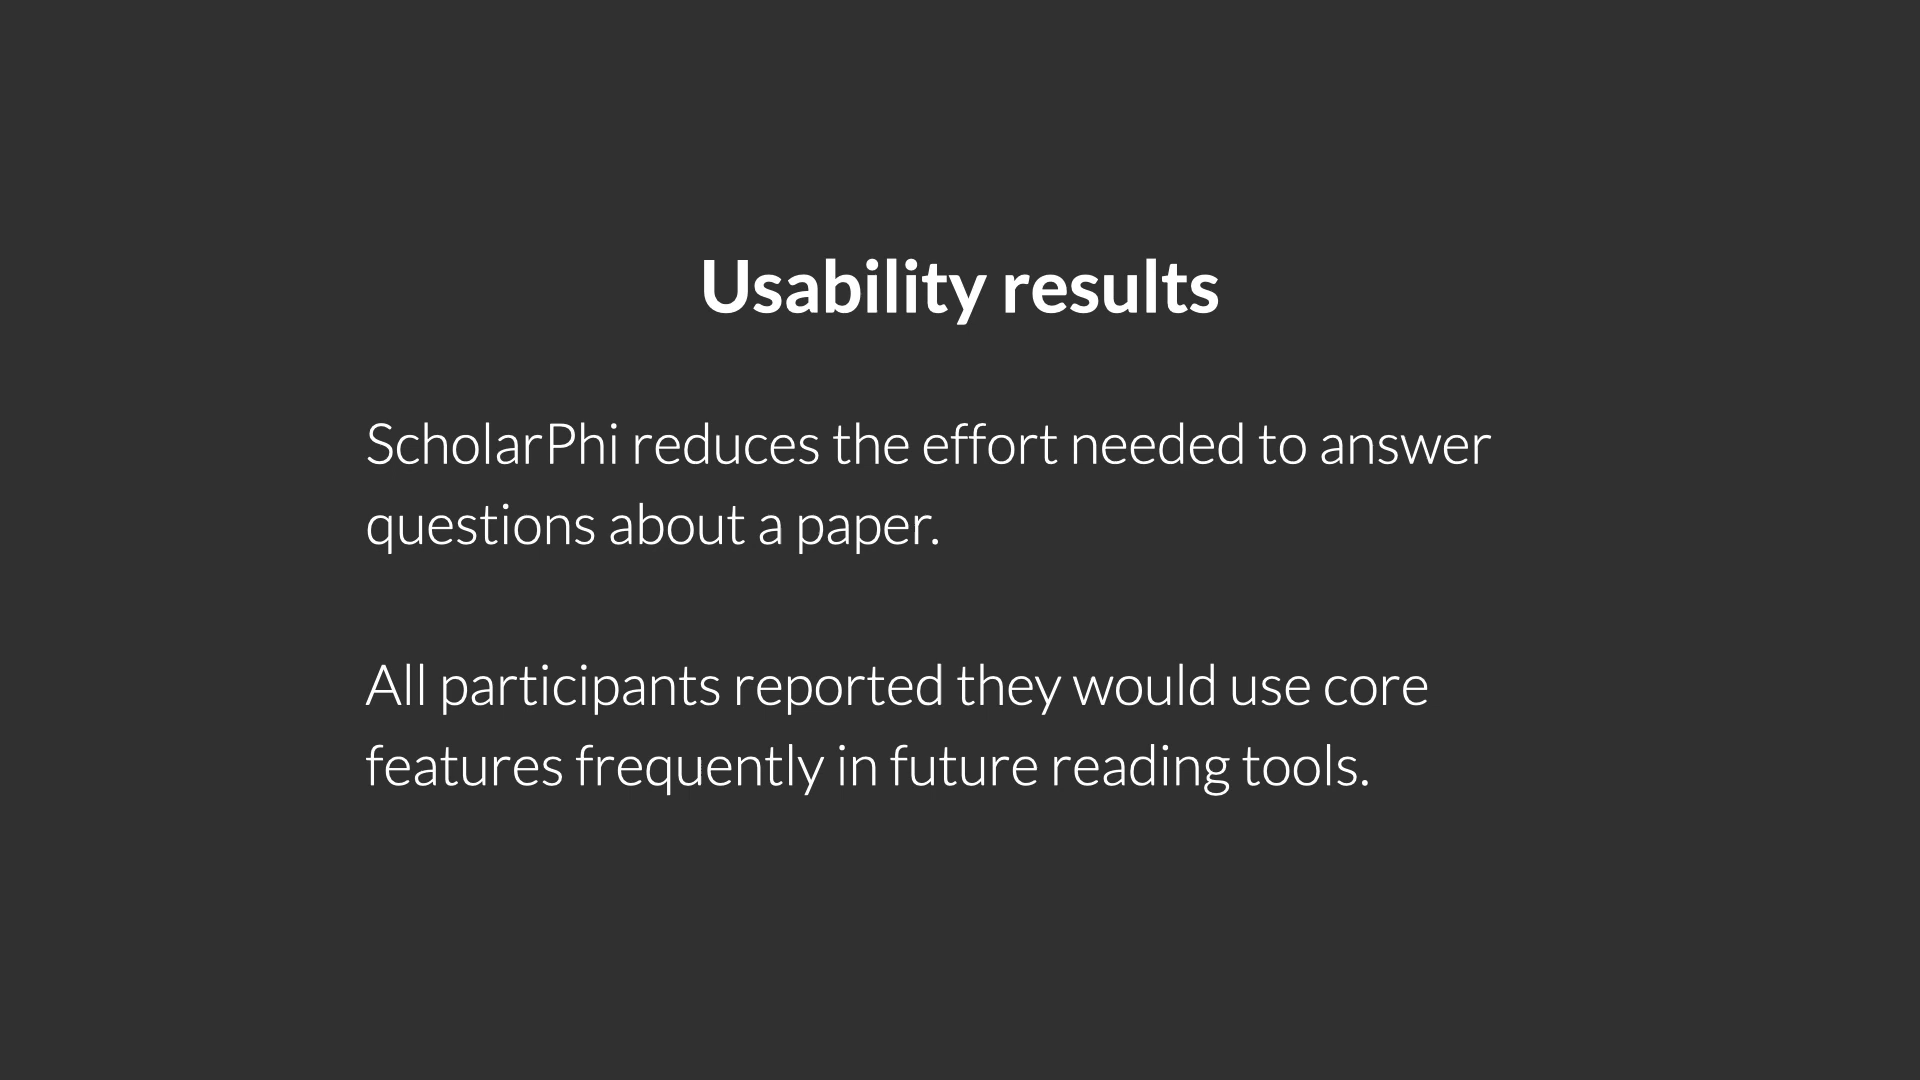 Usability results
ScholarPhi reduces the effort needed to answer
questions about a paper.
All participants reported they would use core
features frequently in future reading tools.